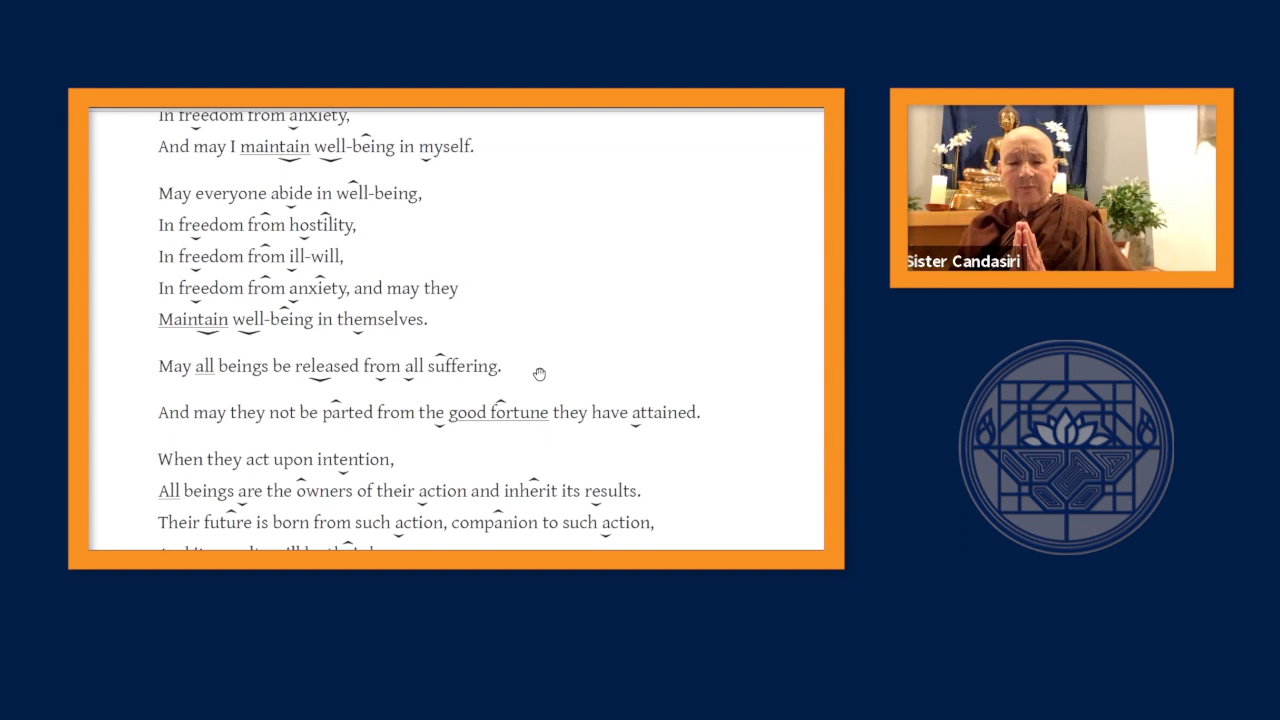 In freedom from anxiety,
And may I maintain well-being in myself.
May everyone abide in well-being,
In freedom from hostility,
In freedom from ill-will,
In freedom from anxiety, and may they
Maintain well-being in themselves.
May all beings be released from all suffering.
And may they not be parted from the good fortune they have attained.
When they act upon intention,
All beings are the owners of their action and inherit its results.
Their future is born from such action, companion to such action,
Sister Candasiri